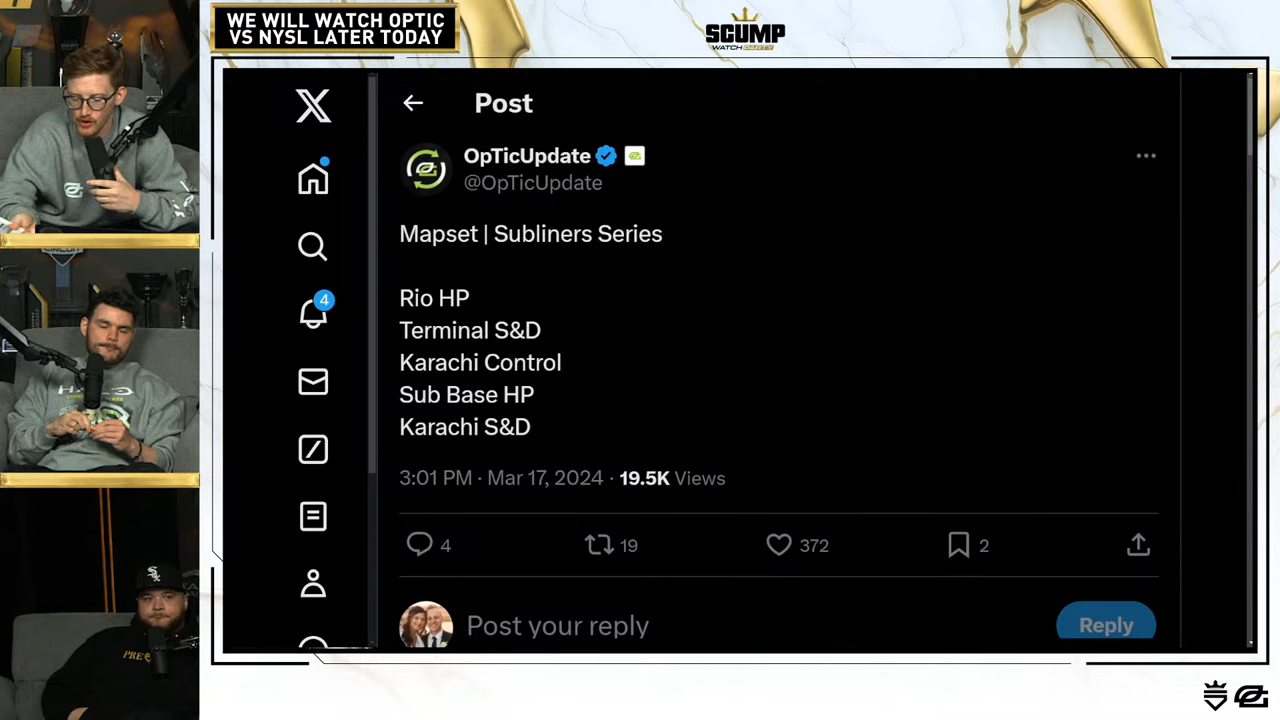 WE WILL WATCH OPTIC
VS NYSL LATER TODAY
SCUMP
WATCH PARTY
Post
OpTicUpdate
@OpTicUpdate
Mapset | Subliners Series
Rio HP
Terminal S&D
Karachi Control
Sub Base HP
Karachi S&D
3:01 PM · Mar 17, 2024 · 19.5K Views
4
4
19
372
2
Post your reply
Reply